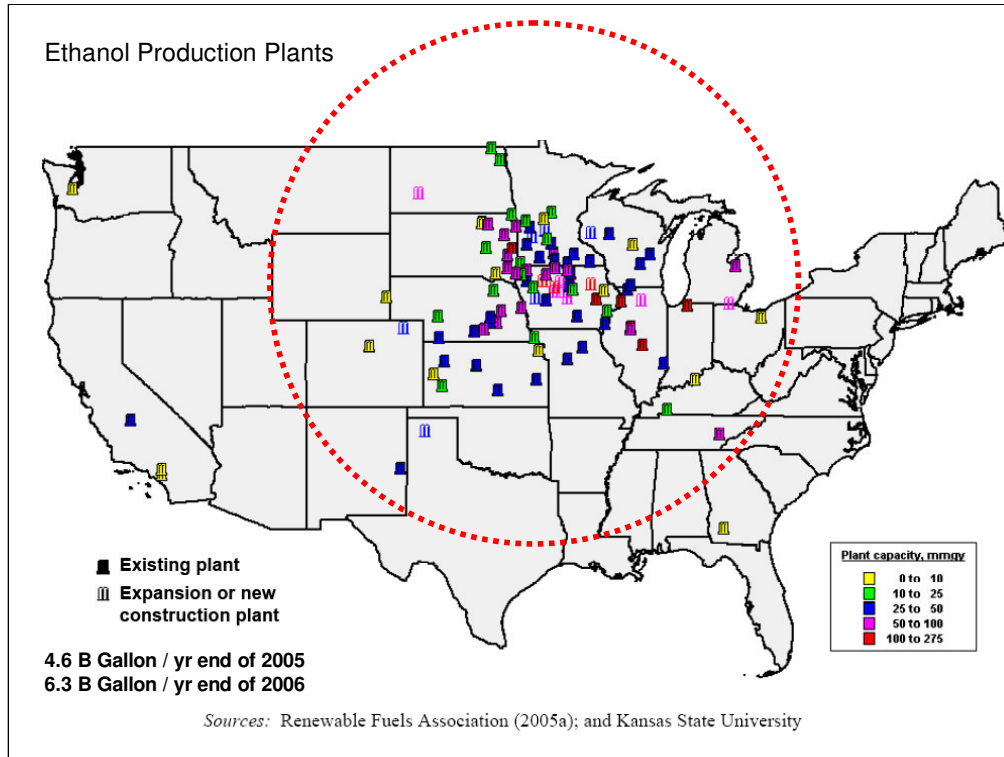 Ethanol Production Plants
Existing plant
Expansion or new
construction plant
4.6 B Gallon / yr end of 2005
6.3 B Gallon / yr end of 2006
Plant capacity, mmgy
0 to 10
10 to 25
25 to 50
50 to 100
100 to 275
Sources: Renewable Fuels Association (2005a); and Kansas State University